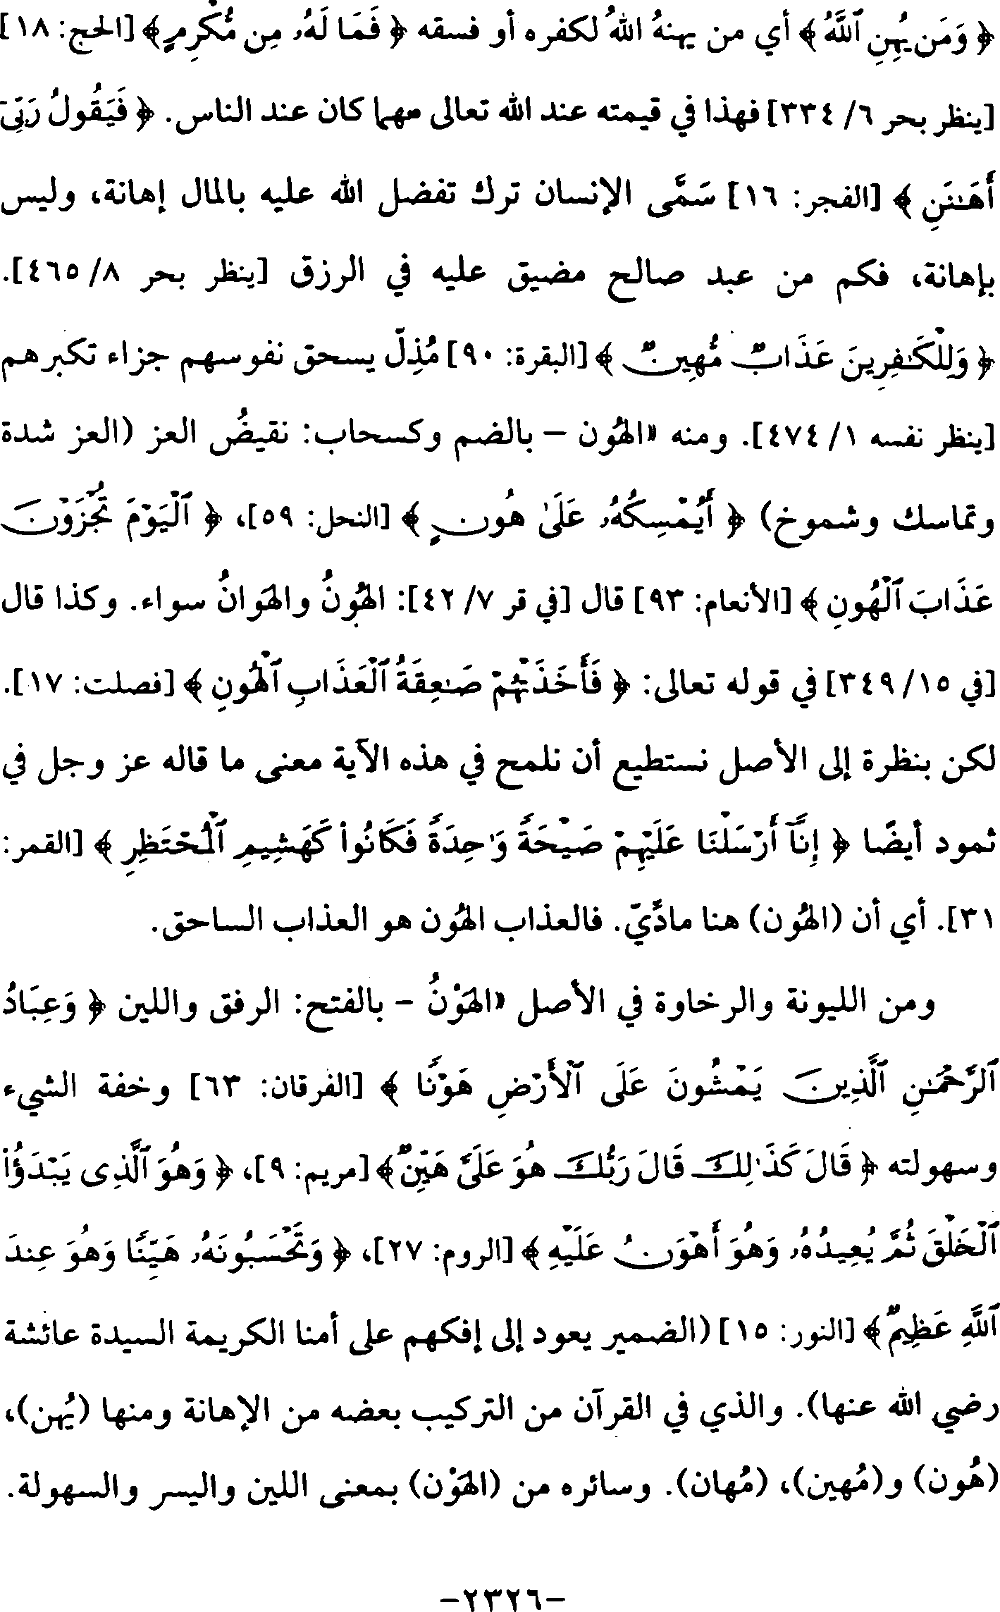 ﴿ وَمَن يُهِنِ ٱللَّهُ ﴾ أي من يهنهُ اللهُ لكفره أو فسقه ﴿ فَمَا لَهُۥ مِن مُّكْرِمٍ﴾ [الحج: ١٨]
[ينظر بحر ٦/ ٣٣٤] فهذا في قيمته عند الله تعالى مهما كان عند الناس. ﴿ فَيَقُولُ رَبِّىٓ
أَهَـٰنَنِ ﴾ [الفجر: ١٦] سَمَّى الإنسان ترك تفضل الله عليه بالمال إهانة، وليس
بإهانة، فكم من عبد صالح مضيق عليه في الرزق [ينظر بحر ٨/ ٤٦٥].
﴿ وَلِلْكَـٰفِرِينَ عَذَابٌ مُّهِينٌ ﴾ [البقرة: ٩٠] مُذِلّ يسحق نفوسهم جزاء تكبرهم
[ينظر نفسه ١/ ٤٧٤]. ومنه «الهُون – بالضم وكسحاب: نقيضُ العز (العز شدة
وتماسك وشموخ) ﴿ أَيُمْسِكُهُۥ عَلَىٰ هُونٍ ﴾ [النحل: ٥٩]، ﴿ ٱلْيَوْمَ تُجْزَوْنَ
عَذَابَ ٱلْهُونِ ﴾ [الأنعام: ٩٣] قال [في قر ٧/ ٤٢]: الهُونُ والهَوانُ سواء. وكذا قال
[في ١٥/ ٣٤٩] في قوله تعالى: ﴿ فَأَخَذَتْهُمْ صَـٰعِقَةُ ٱلْعَذَابِ ٱلْهُونِ ﴾ [فصلت: ١٧].
لكن بنظرة إلى الأصل نستطيع أن نلمح في هذه الآية معنى ما قاله عز وجل في
ثمود أيضًا ﴿ إِنَّآ أَرْسَلْنَا عَلَيْهِمْ صَيْحَةً وَٰحِدَةً فَكَانُوا۟ كَهَشِيمِ ٱلْمُحْتَظِرِ ﴾ [القمر:
٣١]. أي أن (الهُون) هنا مادِّيّ. فالعذاب الهُون هو العذاب الساحق.
ومن الليونة والرخاوة في الأصل «الهَوْنُ – بالفتح: الرفق واللين ﴿ وَعِبَادُ
ٱلرَّحْمَـٰنِ ٱلَّذِينَ يَمْشُونَ عَلَى ٱلْأَرْضِ هَوْنًا ﴾ [الفرقان: ٦٣] وخفة الشيء
وسهولته ﴿ قَالَ كَذَٰلِكَ قَالَ رَبُّكَ هُوَ عَلَىَّ هَيِّنٌ﴾ [مريم: ٩]، ﴿ وَهُوَ ٱلَّذِى يَبْدَؤُا۟
ٱلْخَلْقَ ثُمَّ يُعِيدُهُۥ وَهُوَ أَهْوَنُ عَلَيْهِ ﴾ [الروم: ٢٧]، ﴿ وَتَحْسَبُونَهُۥ هَيِّنًا وَهُوَ عِندَ
ٱللَّهِ عَظِيمٌ﴾ [النور: ١٥] (الضمير يعود إلى إفكهم على أمنا الكريمة السيدة عائشة
رضي الله عنها). والذي في القرآن من التركيب بعضه من الإهانة ومنها (يُهن)،
(هُون) و(مُهين)، (مُهان). وسائره من (الهَوْن) بمعنى اللين واليسر والسهولة.
-٢٣٢٦-